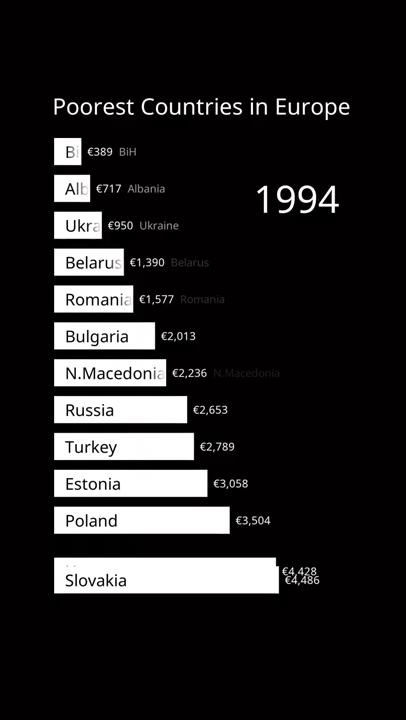 Poorest Countries in Europe
1994
Bi €389 BiH
Alb €717 Albania
Ukra €950 Ukraine
Belarus €1,390 Belarus
Romania €1,577 Romania
Bulgaria €2,013
N.Macedonia €2,236 N.Macedonia
Russia €2,653
Turkey €2,789
Estonia €3,058
Poland €3,504
€4,428
Slovakia €4,486